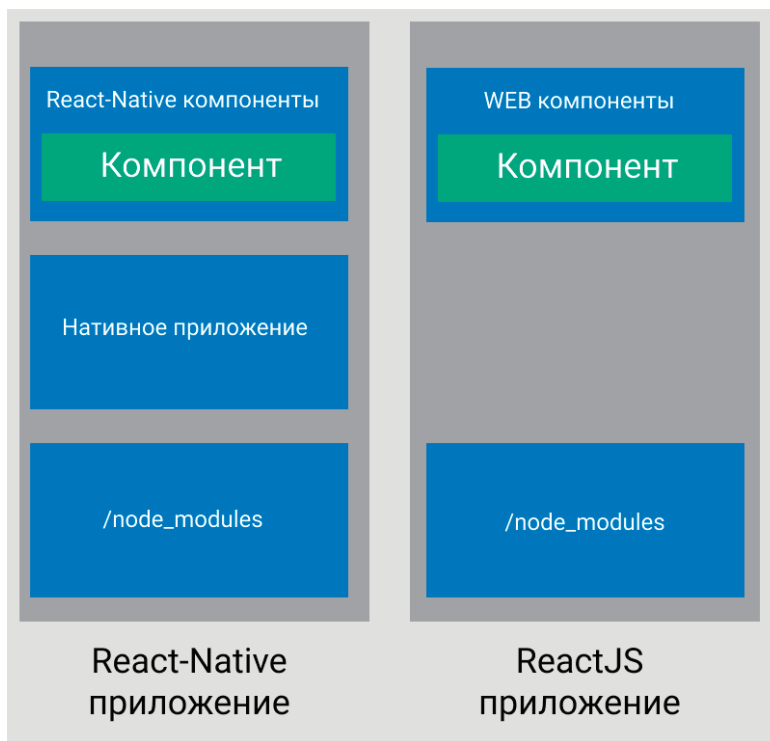 React-Native компоненты
Компонент
Нативное приложение
/node_modules
React-Native
приложение
WEB компоненты
Компонент
/node_modules
ReactJS
приложение